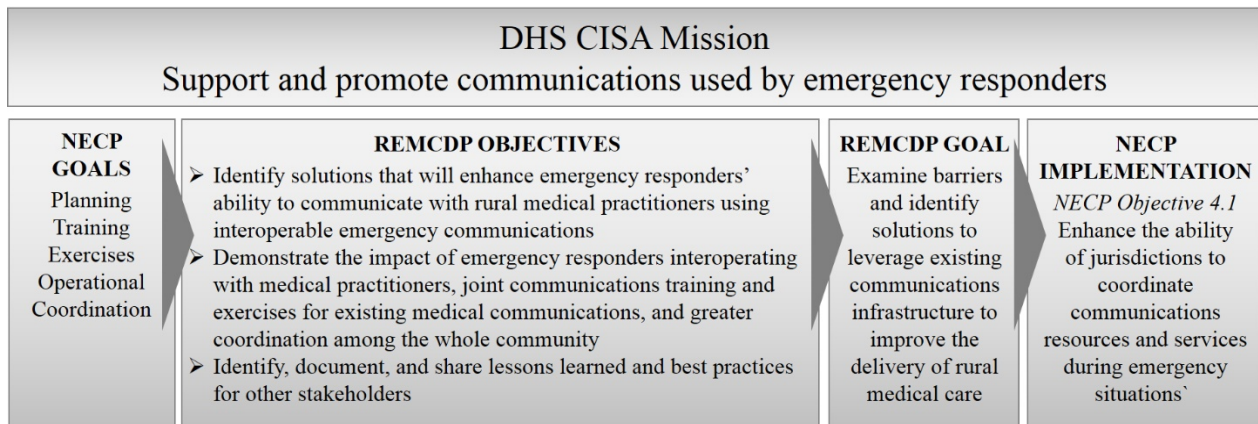 DHS CISA Mission
Support and promote communications used by emergency responders
NECP
GOALS
Planning
Training
Exercises
Operational
Coordination
REMCDP OBJECTIVES
➢ Identify solutions that will enhance emergency responders’
ability to communicate with rural medical practitioners using
interoperable emergency communications
➢ Demonstrate the impact of emergency responders interoperating
with medical practitioners, joint communications training and
exercises for existing medical communications, and greater
coordination among the whole community
➢ Identify, document, and share lessons learned and best practices
for other stakeholders
REMCDP GOAL
Examine barriers
and identify
solutions to
leverage existing
communications
infrastructure to
improve the
delivery of rural
medical care
NECP
IMPLEMENTATION
NECP Objective 4.1
Enhance the ability
of jurisdictions to
coordinate
communications
resources and services
during emergency
situations`